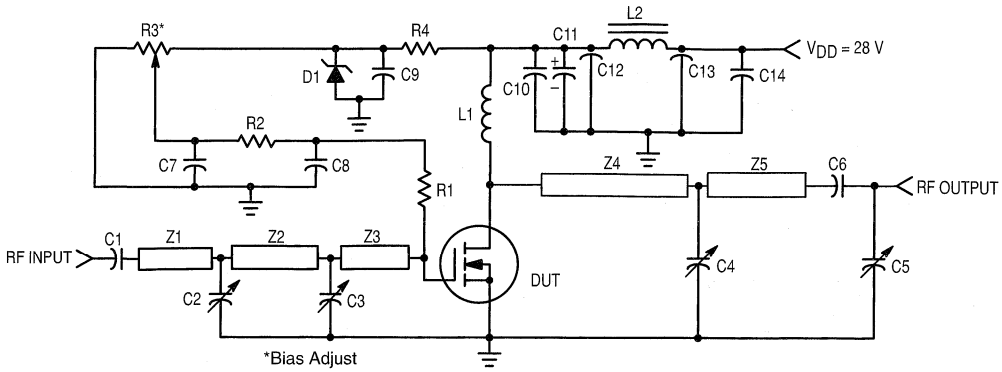 R3*
R4
L2
C11
V_DD = 28 V
D1
C9
C10
+
–
C12
C13
C14
L1
R2
C7
C8
R1
Z4
Z5
C6
RF OUTPUT
RF INPUT
C1
Z1
Z2
Z3
C2
C3
DUT
C4
C5
*Bias Adjust